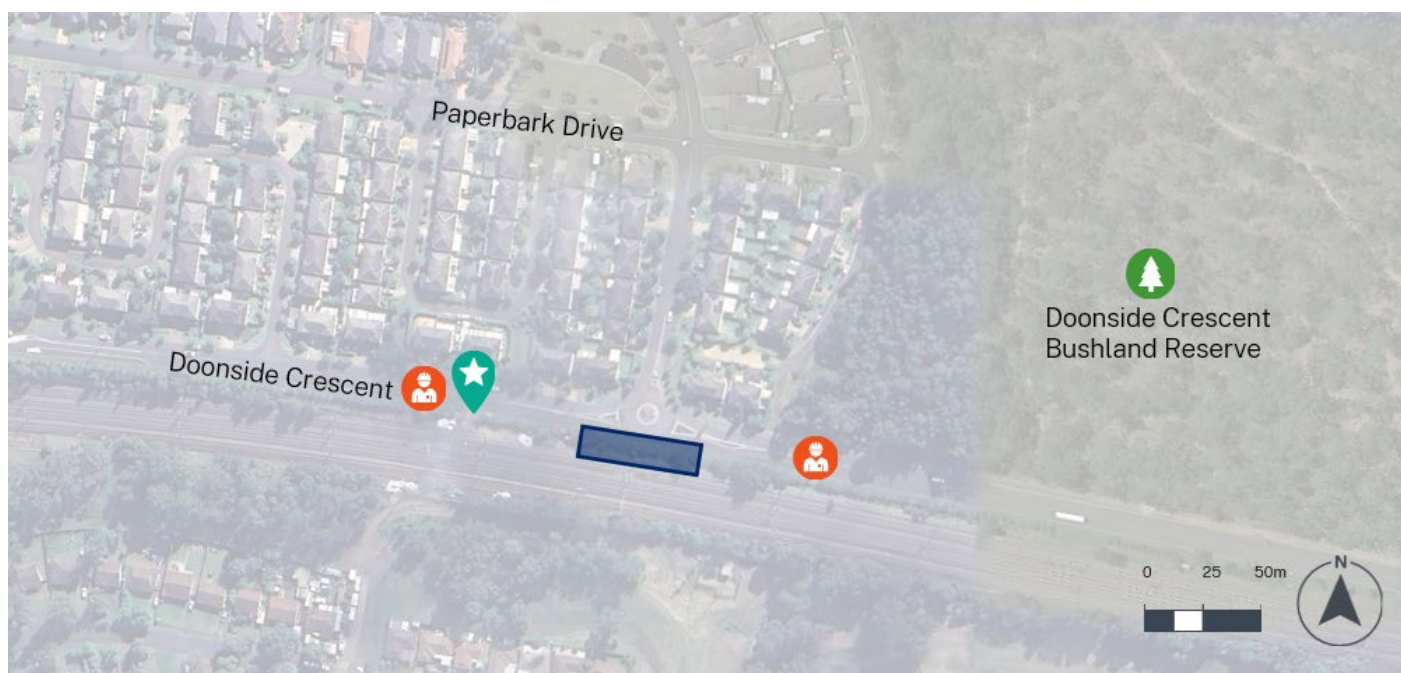 Paperbark Drive
Doonside Crescent
Bushland Reserve
Doonside Crescent
0 25 50m
N